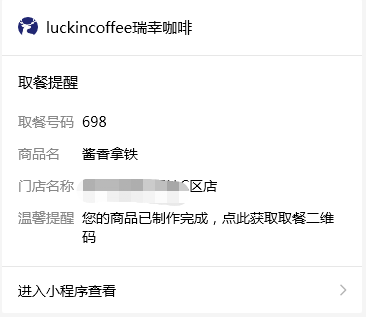 luckincoffee瑞幸咖啡
取餐提醒
取餐号码 698
商品名 酱香拿铁
门店名称 C区店
温馨提醒 您的商品已制作完成，点此获取取餐二维
码
进入小程序查看